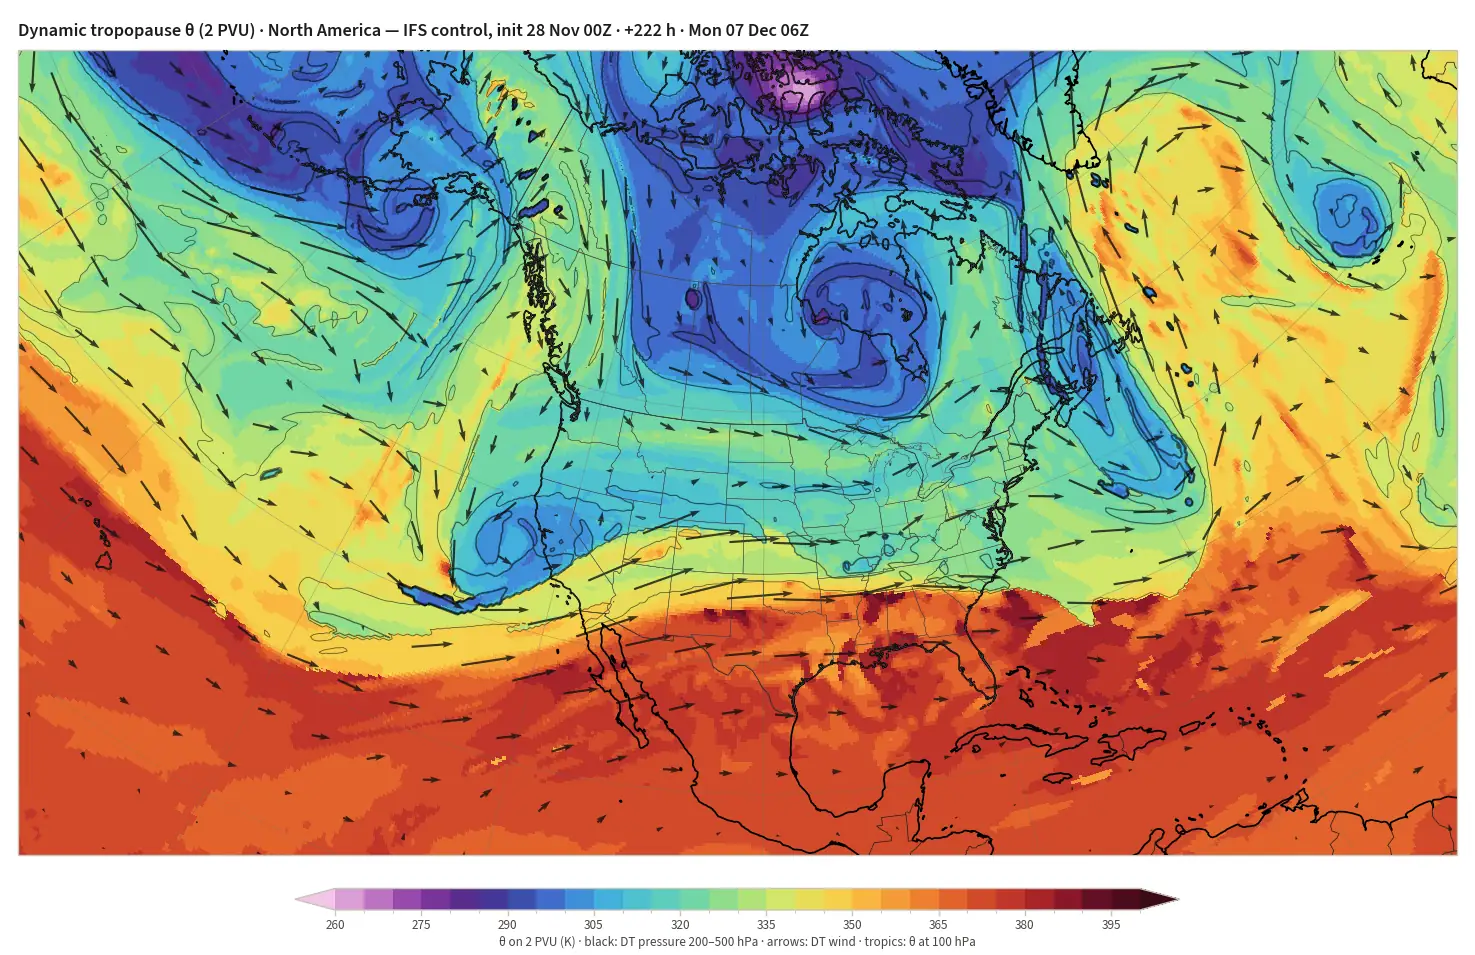 Dynamic tropopause θ (2 PVU) · North America — IFS control, init 28 Nov 00Z · +222 h · Mon 07 Dec 06Z
260 275 290 305 320 335 350 365 380 395
θ on 2 PVU (K) · black: DT pressure 200–500 hPa · arrows: DT wind · tropics: θ at 100 hPa